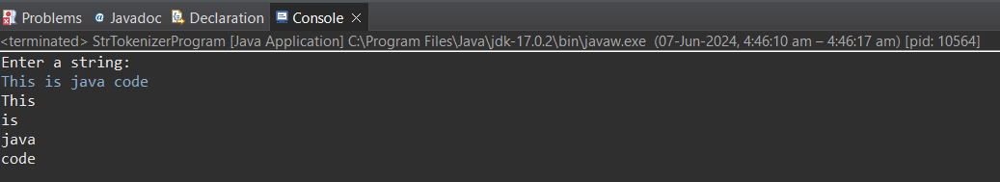 Problems Javadoc Declaration Console
<terminated> StrTokenizerProgram [Java Application] C:\Program Files\Java\jdk-17.0.2\bin\javaw.exe (07-Jun-2024, 4:46:10 am – 4:46:17 am) [pid: 10564]
Enter a string:
This is java code
This
is
java
code